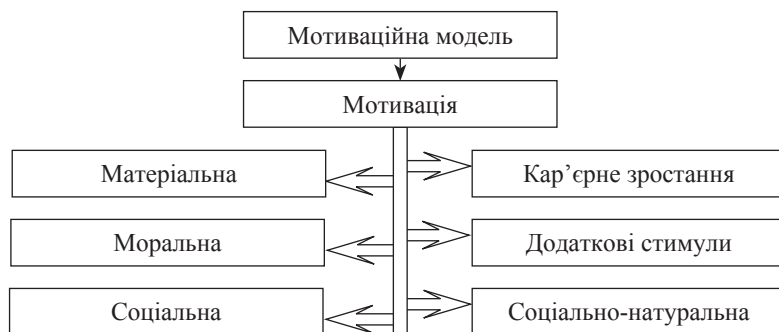 Мотиваційна модель
Мотивація
Матеріальна
Кар’єрне зростання
Моральна
Додаткові стимули
Соціальна
Соціально-натуральна